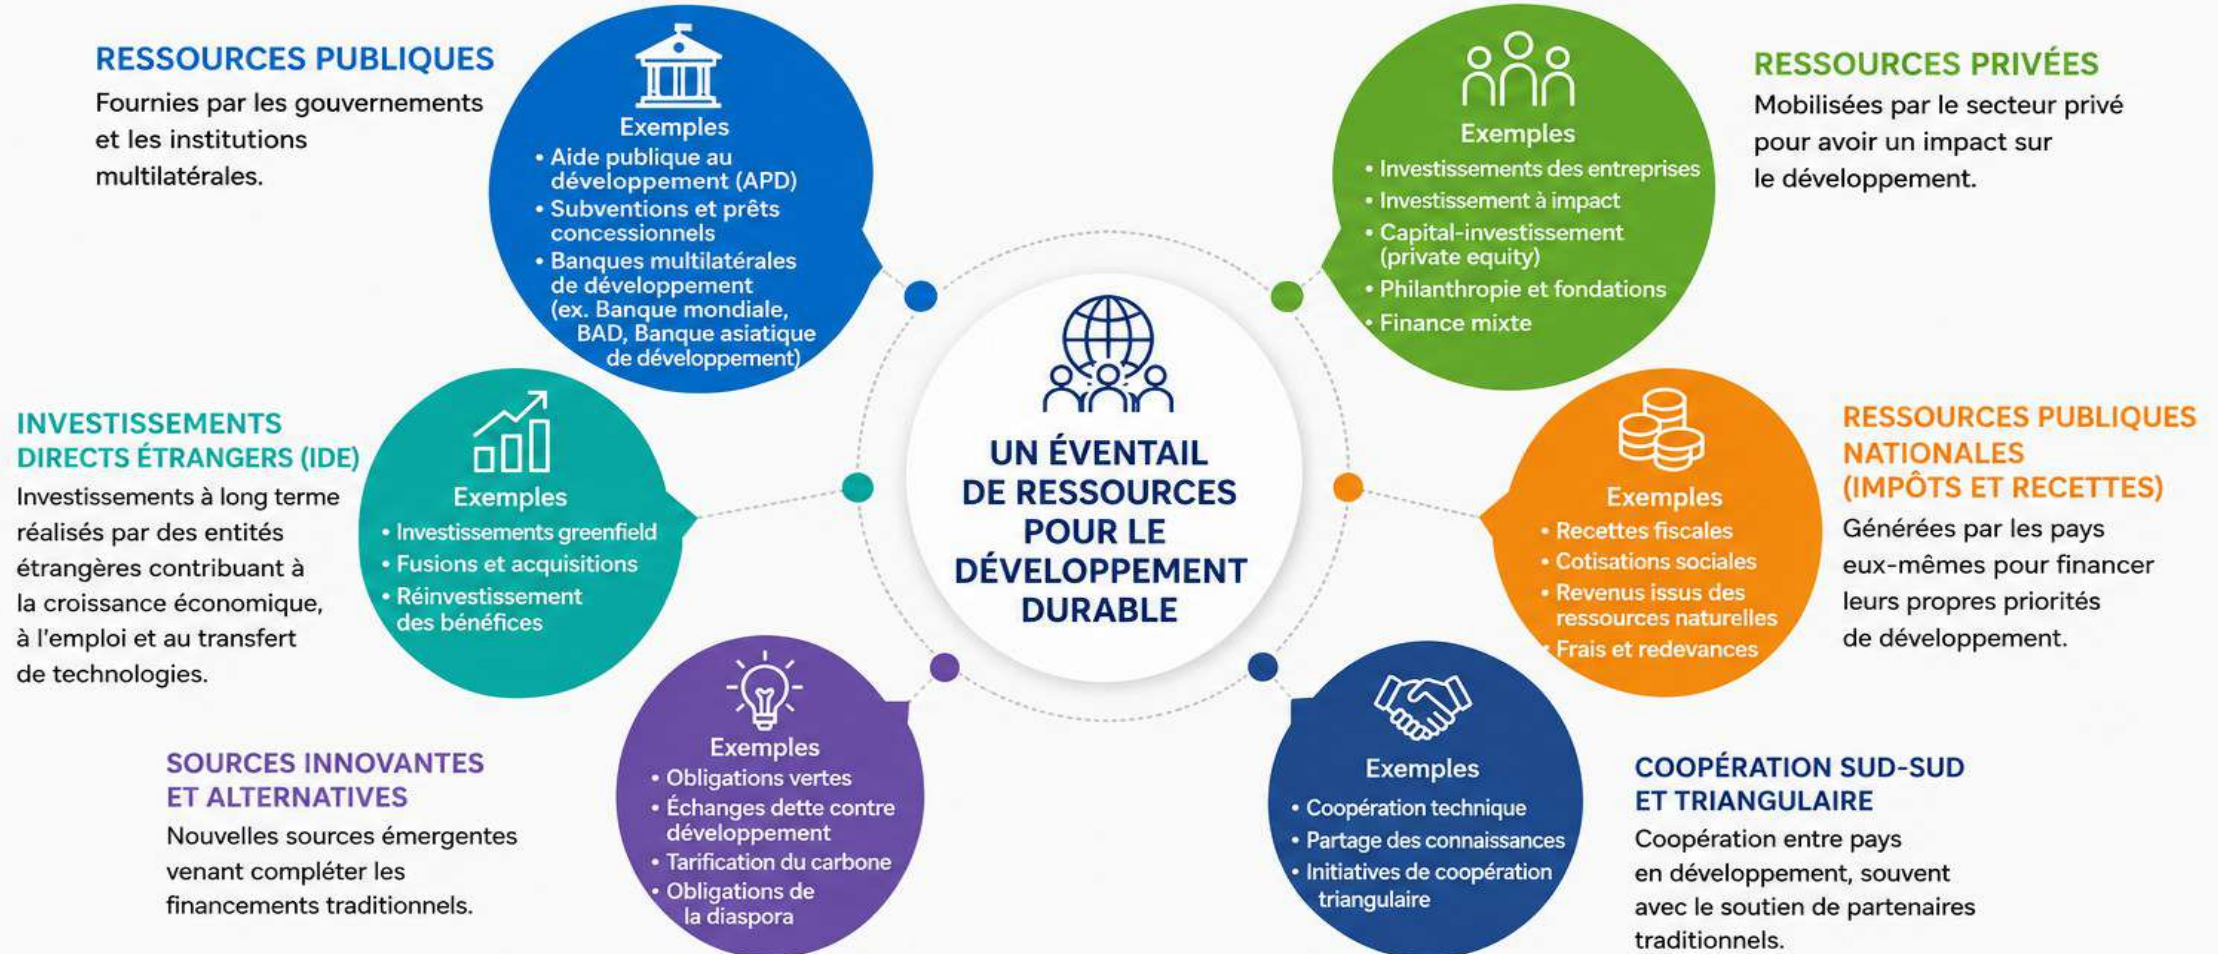 RESSOURCES PUBLIQUES
Fournies par les gouvernements
et les institutions
multilatérales.
Exemples
• Aide publique au
développement (APD)
• Subventions et prêts
concessionnels
• Banques multilatérales
de développement
(ex. Banque mondiale,
BAD, Banque asiatique
de développement)
Exemples
• Investissements des entreprises
• Investissement à impact
• Capital-investissement
(private equity)
• Philanthropie et fondations
• Finance mixte
RESSOURCES PRIVÉES
Mobilisées par le secteur privé
pour avoir un impact sur
le développement.
INVESTISSEMENTS
DIRECTS ÉTRANGERS (IDE)
Investissements à long terme
réalisés par des entités
étrangères contribuant à
la croissance économique,
à l'emploi et au transfert
de technologies.
Exemples
• Investissements greenfield
• Fusions et acquisitions
• Réinvestissement
des bénéfices
UN ÉVENTAIL
DE RESSOURCES
POUR LE
DÉVELOPPEMENT
DURABLE
Exemples
• Recettes fiscales
• Cotisations sociales
• Revenus issus des
ressources naturelles
• Frais et redevances
RESSOURCES PUBLIQUES
NATIONALES
(IMPÔTS ET RECETTES)
Générées par les pays
eux-mêmes pour financer
leurs propres priorités
de développement.
SOURCES INNOVANTES
ET ALTERNATIVES
Nouvelles sources émergentes
venant compléter les
financements traditionnels.
Exemples
• Obligations vertes
• Échanges dette contre
développement
• Tarification du carbone
• Obligations de
la diaspora
Exemples
• Coopération technique
• Partage des connaissances
• Initiatives de coopération
triangulaire
COOPÉRATION SUD-SUD
ET TRIANGULAIRE
Coopération entre pays
en développement, souvent
avec le soutien de partenaires
traditionnels.